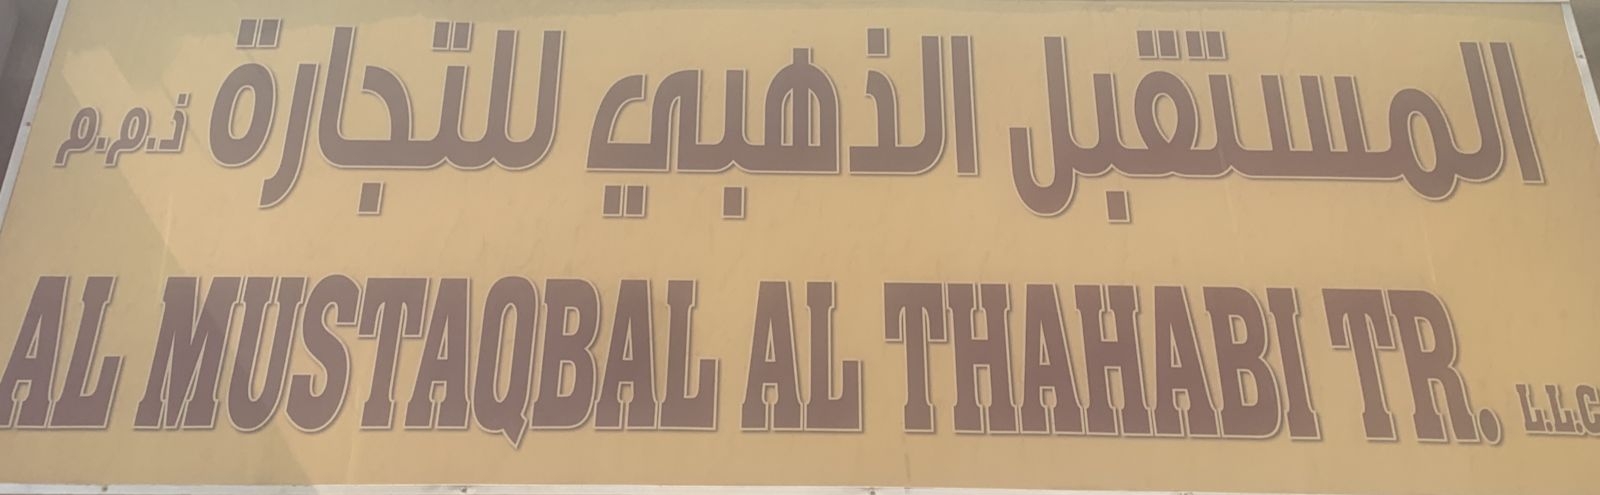 المستقبل الذهبي للتجارة ذ.م.م
AL MUSTAQBAL AL THAHABI TR. L.L.C